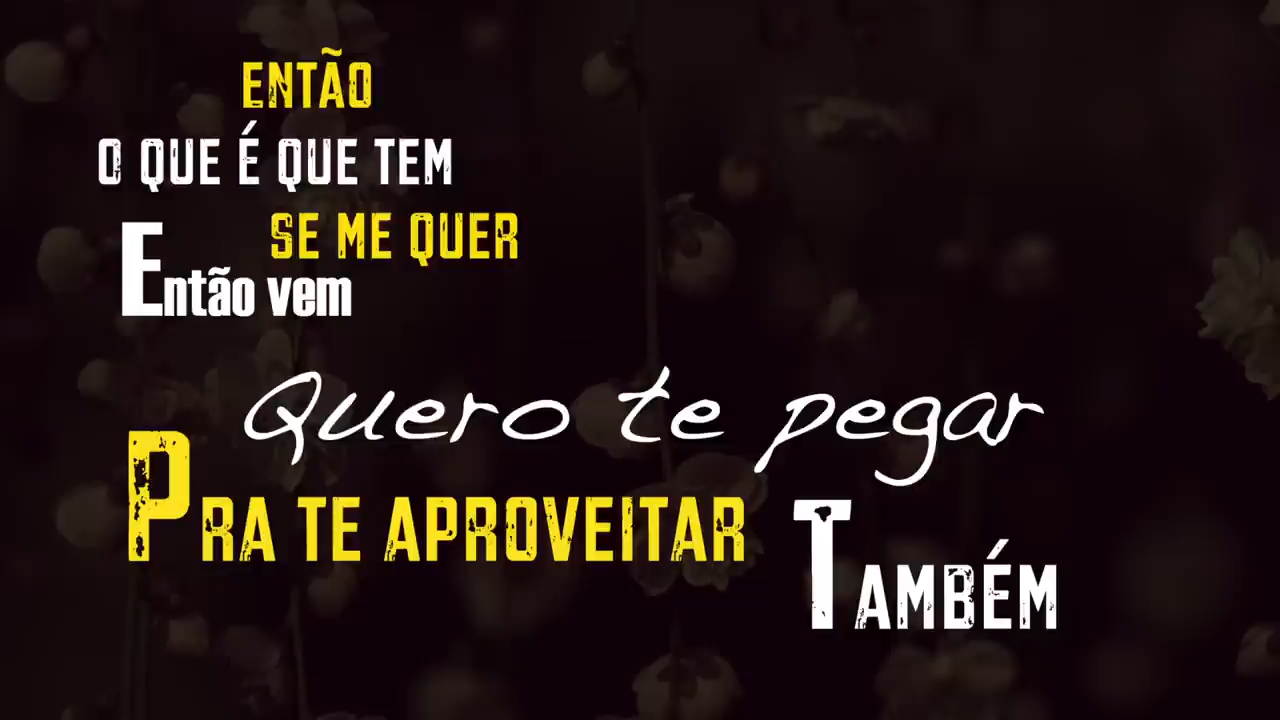 ENTÃO
O QUE É QUE TEM
SE ME QUER
Então vem
Quero te pegar
PRA TE APROVEITAR
TAMBÉM